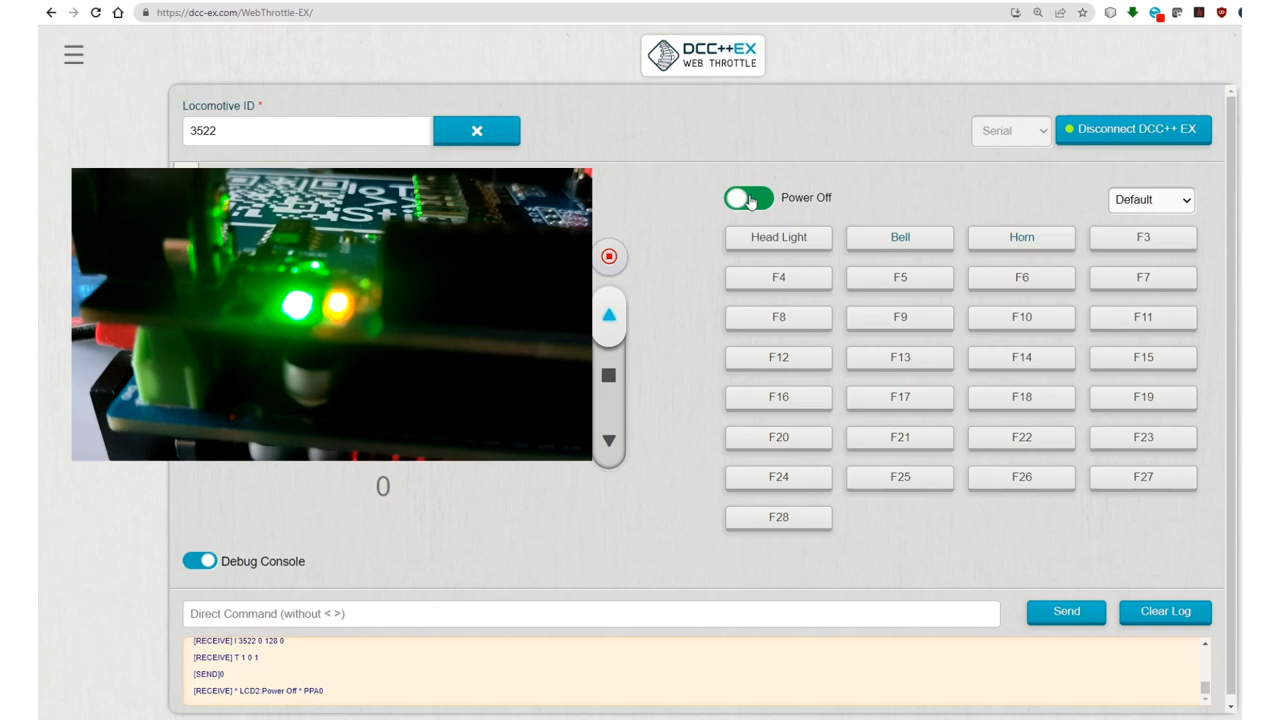 https://dcc-ex.com/WebThrottle-EX/
DCC++EX
WEB THROTTLE
Locomotive ID *
3522
Serial
Disconnect DCC++ EX
IoTT
Power Off
Default
Head Light
Bell
Horn
F3
F4
F5
F6
F7
F8
F9
F10
F11
F12
F13
F14
F15
F16
F17
F18
F19
F20
F21
F22
F23
F24
F25
F26
F27
F28
0
Debug Console
Direct Command (without < >)
Send
Clear Log
[RECEIVE] l 3522 0 128 0
[RECEIVE] T 1 0 1
[SEND]0
[RECEIVE] * LCD2:Power Off * PPA0